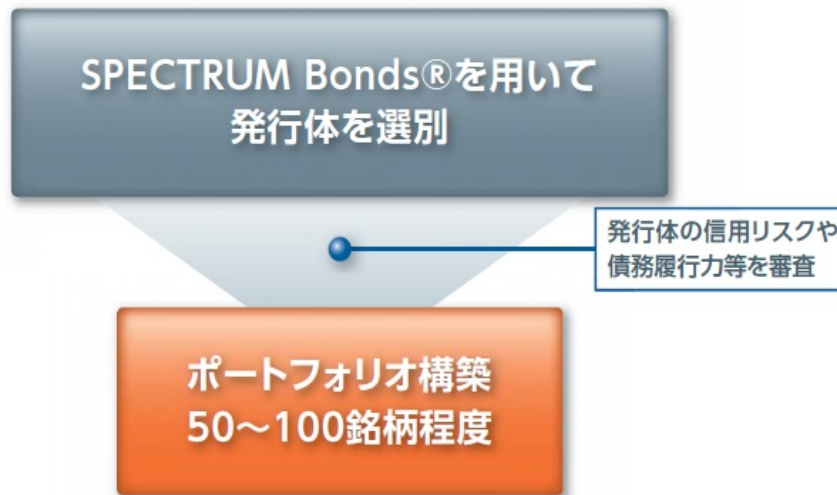 SPECTRUM Bonds®を用いて
発行体を選別
発行体の信用リスクや
債務履行力等を審査
ポートフォリオ構築
50～100銘柄程度